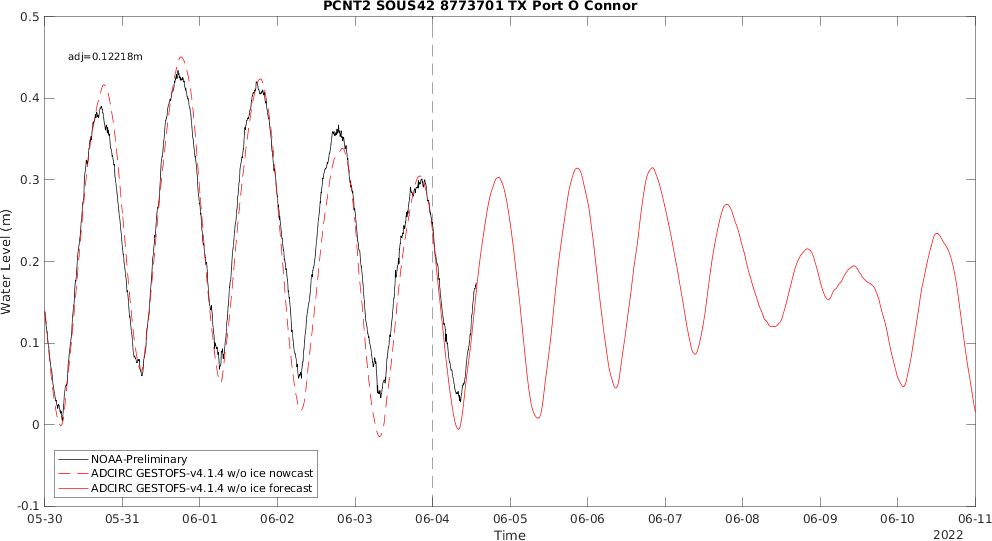 PCNT2 SOUS42 8773701 TX Port O Connor
adj=0.12218m
Water Level (m)
0.5
0.4
0.3
0.2
0.1
0
-0.1
NOAA-Preliminary
ADCIRC GESTOFS-v4.1.4 w/o ice nowcast
ADCIRC GESTOFS-v4.1.4 w/o ice forecast
05-30 05-31 06-01 06-02 06-03 06-04 06-05 06-06 06-07 06-08 06-09 06-10 06-11
Time
2022